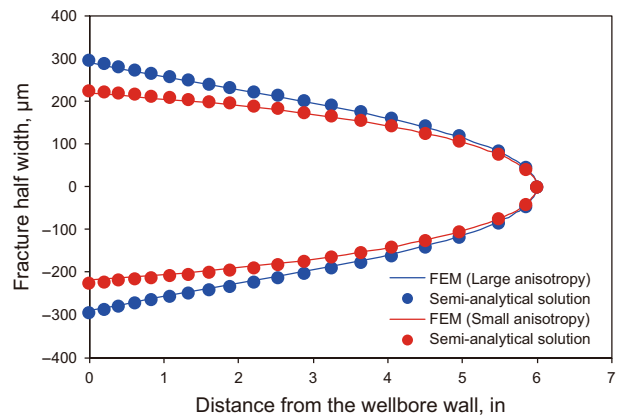 400
300
200
100
0
–100
–200
–300
–400
Fracture half width, µm
FEM (Large anisotropy)
Semi-analytical solution
FEM (Small anisotropy)
Semi-analytical solution
0 1 2 3 4 5 6 7
Distance from the wellbore wall, in